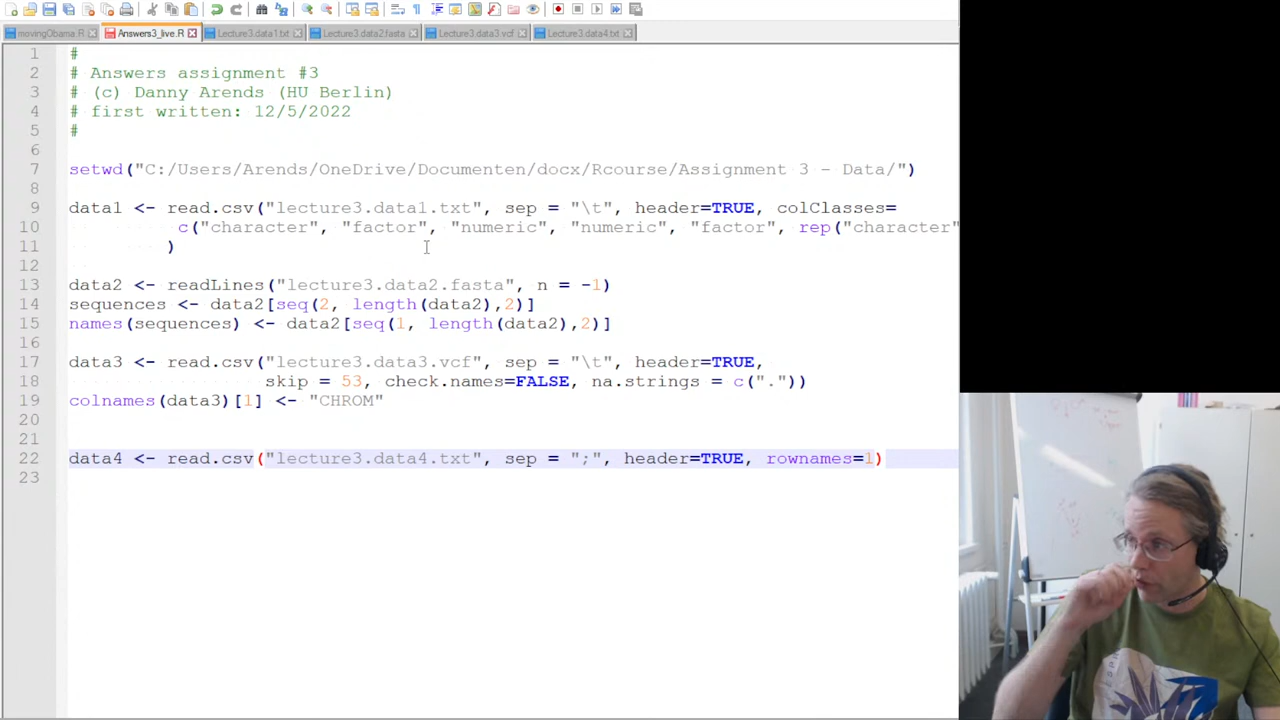 movingObama.R
Answers3_live.R
Lecture3.data1.txt
Lecture3.data2.fasta
Lecture3.data3.vcf
Lecture3.data4.txt
1 #
2 # Answers assignment #3
3 # (c) Danny Arends (HU Berlin)
4 # first written: 12/5/2022
5 #
6
7 setwd("C:/Users/Arends/OneDrive/Documenten/docx/Rcourse/Assignment 3 - Data/")
8
9 data1 <- read.csv("lecture3.data1.txt", sep = "\t", header=TRUE, colClasses=
10 c("character", "factor", "numeric", "numeric", "factor", rep("character"
11 )
12
13 data2 <- readLines("lecture3.data2.fasta", n = -1)
14 sequences <- data2[seq(2, length(data2),2)]
15 names(sequences) <- data2[seq(1, length(data2),2)]
16
17 data3 <- read.csv("lecture3.data3.vcf", sep = "\t", header=TRUE,
18 skip = 53, check.names=FALSE, na.strings = c("."))
19 colnames(data3)[1] <- "CHROM"
20
21
22 data4 <- read.csv("lecture3.data4.txt", sep = ";", header=TRUE, rownames=1)
23